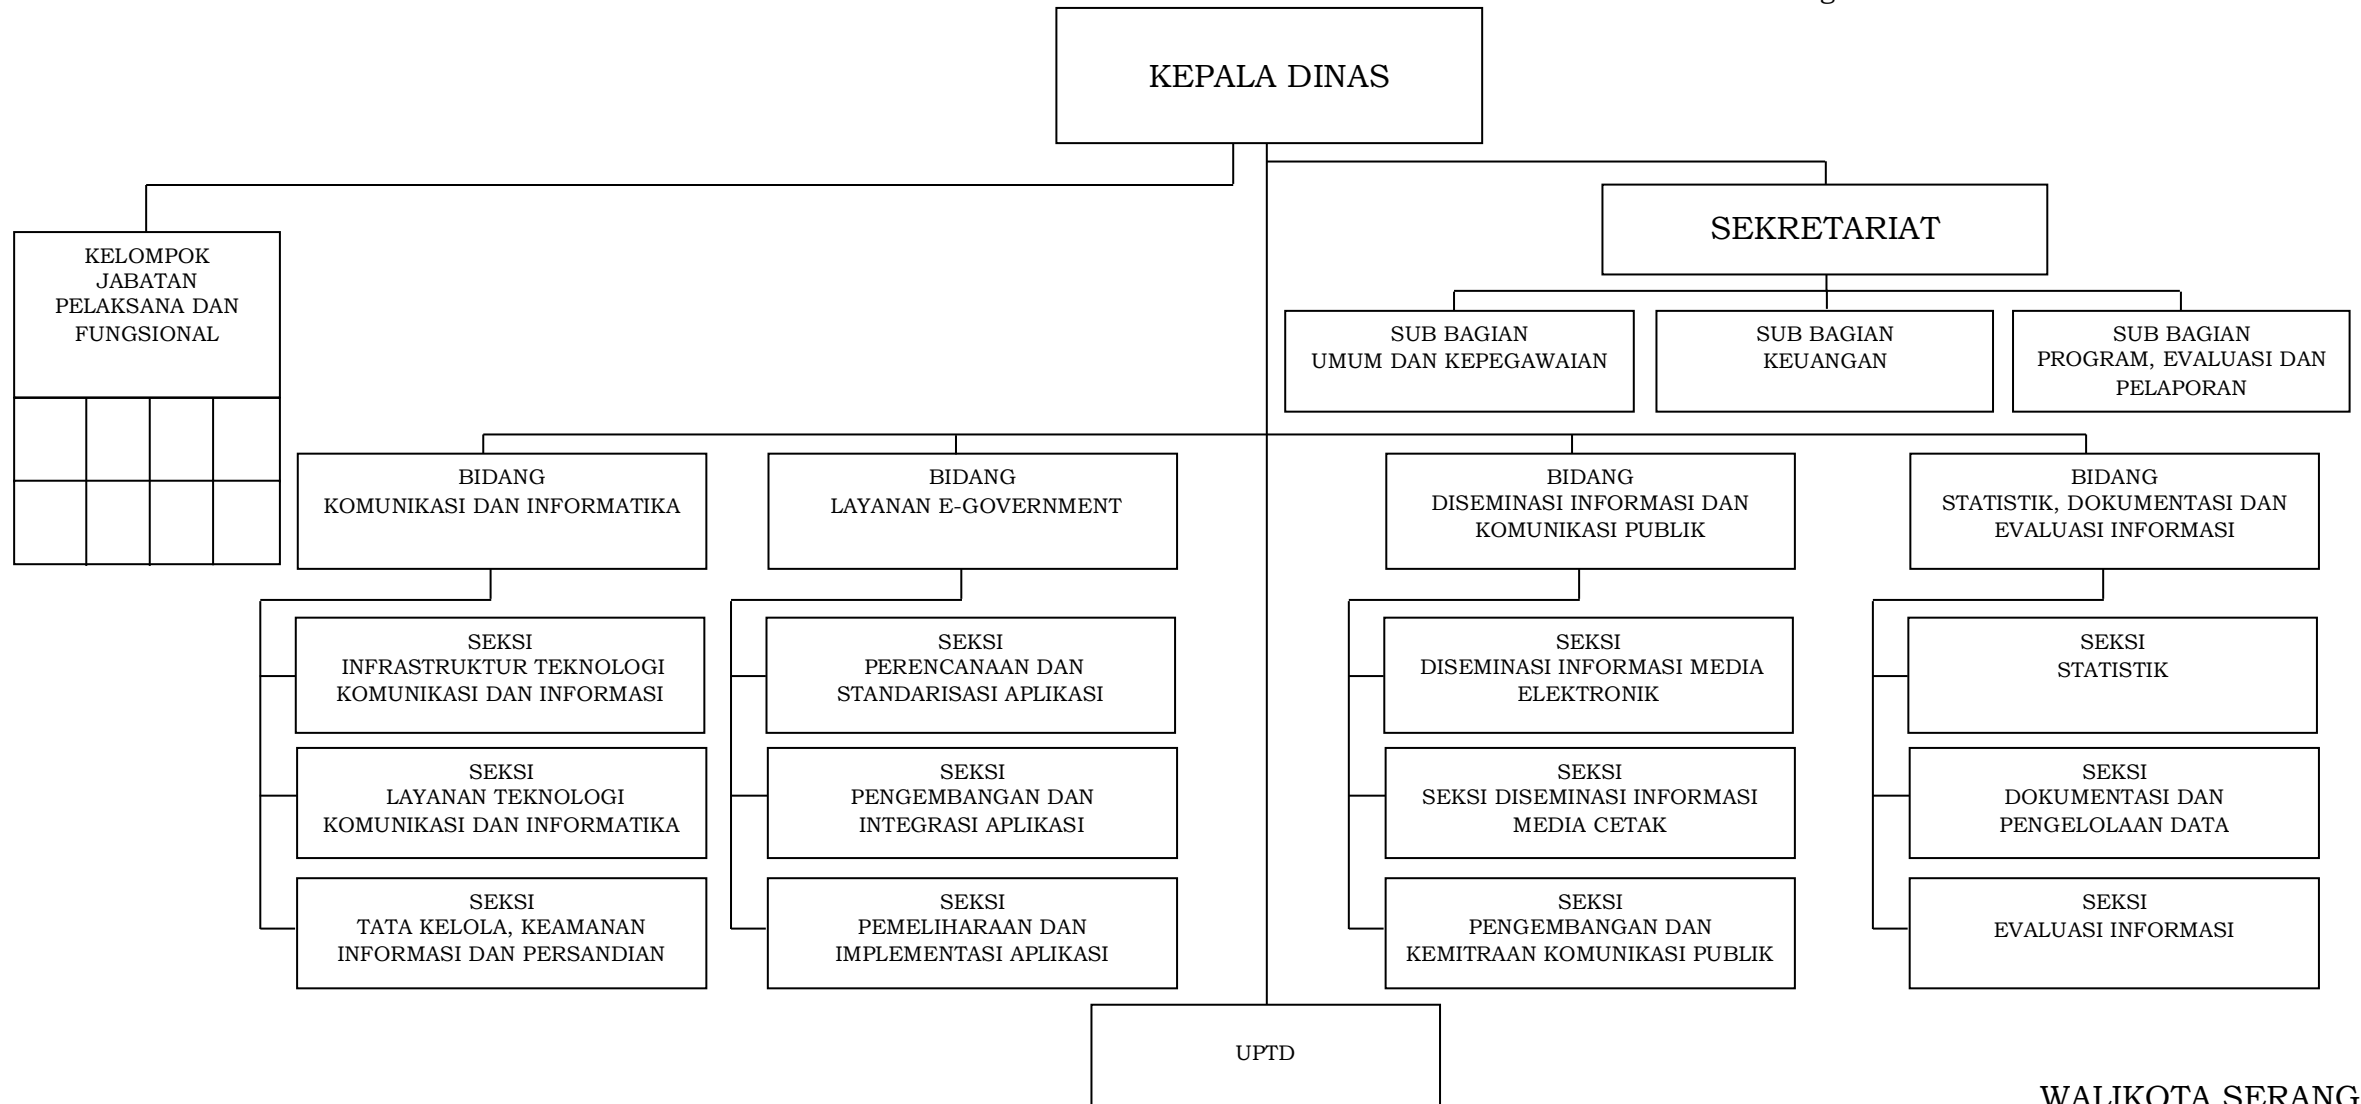 KEPALA DINAS
SEKRETARIAT
KELOMPOK
JABATAN
PELAKSANA DAN
FUNGSIONAL
SUB BAGIAN
UMUM DAN KEPEGAWAIAN
SUB BAGIAN
KEUANGAN
SUB BAGIAN
PROGRAM, EVALUASI DAN
PELAPORAN
BIDANG
KOMUNIKASI DAN INFORMATIKA
BIDANG
LAYANAN E-GOVERNMENT
BIDANG
DISEMINASI INFORMASI DAN
KOMUNIKASI PUBLIK
BIDANG
STATISTIK, DOKUMENTASI DAN
EVALUASI INFORMASI
SEKSI
INFRASTRUKTUR TEKNOLOGI
KOMUNIKASI DAN INFORMASI
SEKSI
PERENCANAAN DAN
STANDARISASI APLIKASI
SEKSI
DISEMINASI INFORMASI MEDIA
ELEKTRONIK
SEKSI
STATISTIK
SEKSI
LAYANAN TEKNOLOGI
KOMUNIKASI DAN INFORMATIKA
SEKSI
PENGEMBANGAN DAN
INTEGRASI APLIKASI
SEKSI
SEKSI DISEMINASI INFORMASI
MEDIA CETAK
SEKSI
DOKUMENTASI DAN
PENGELOLAAN DATA
SEKSI
TATA KELOLA, KEAMANAN
INFORMASI DAN PERSANDIAN
SEKSI
PEMELIHARAAN DAN
IMPLEMENTASI APLIKASI
SEKSI
PENGEMBANGAN DAN
KEMITRAAN KOMUNIKASI PUBLIK
SEKSI
EVALUASI INFORMASI
UPTD
WALIKOTA SERANG